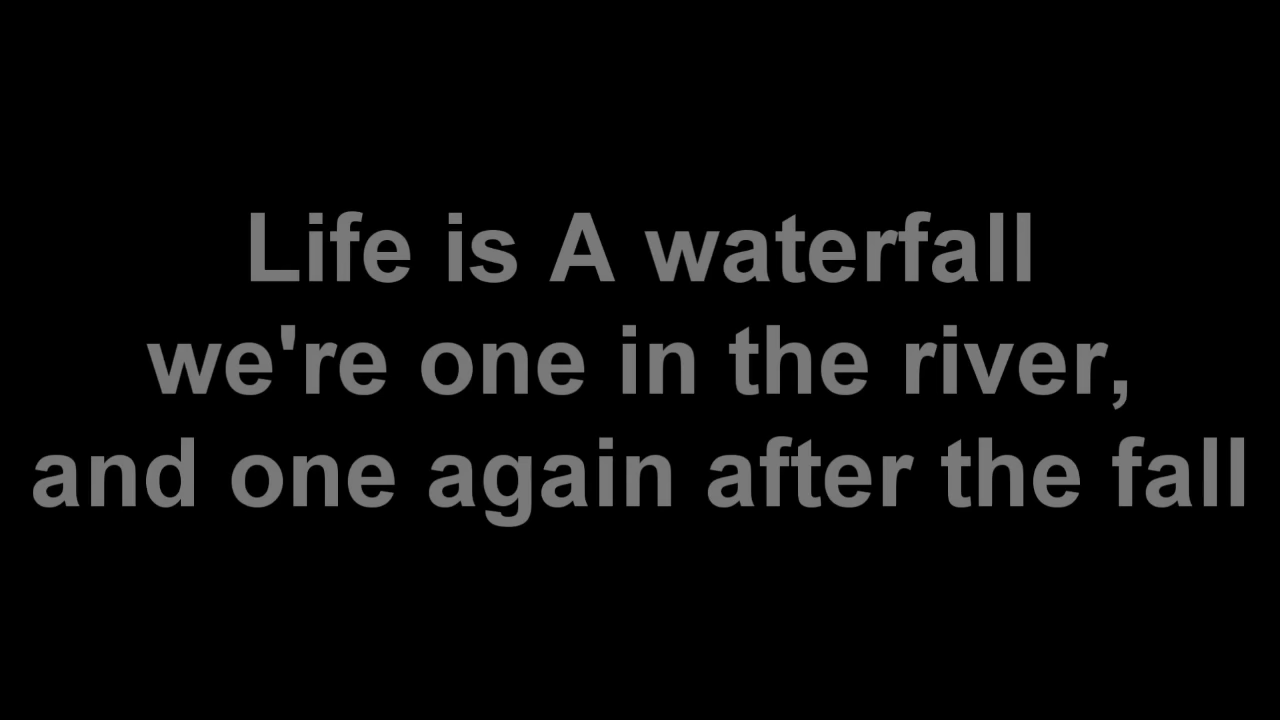 Life is A waterfall
we're one in the river,
and one again after the fall